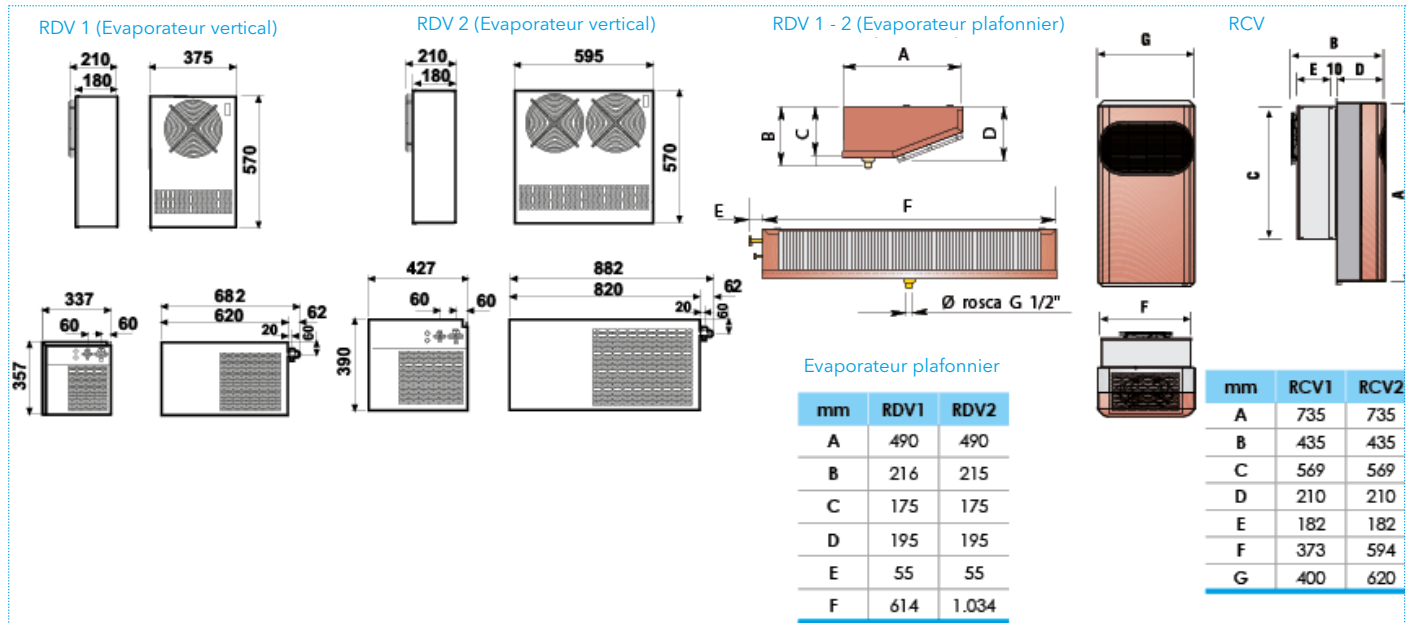 RDV 1 (Evaporateur vertical)
210
180
375
570
337
60
60
357
682
620
62
20
60
RDV 2 (Evaporateur vertical)
210
180
595
570
427
60
60
390
882
820
62
20
60
RDV 1 - 2 (Evaporateur plafonnier)
A
B
C
D
E
F
Ø rosca G 1/2"
Evaporateur plafonnier
mm RDV1 RDV2
A 490 490
B 216 215
C 175 175
D 195 195
E 55 55
F 614 1.034
RCV
G
B
E 10 D
C
A
F
mm RCV1 RCV2
A 735 735
B 435 435
C 569 569
D 210 210
E 182 182
F 373 594
G 400 620